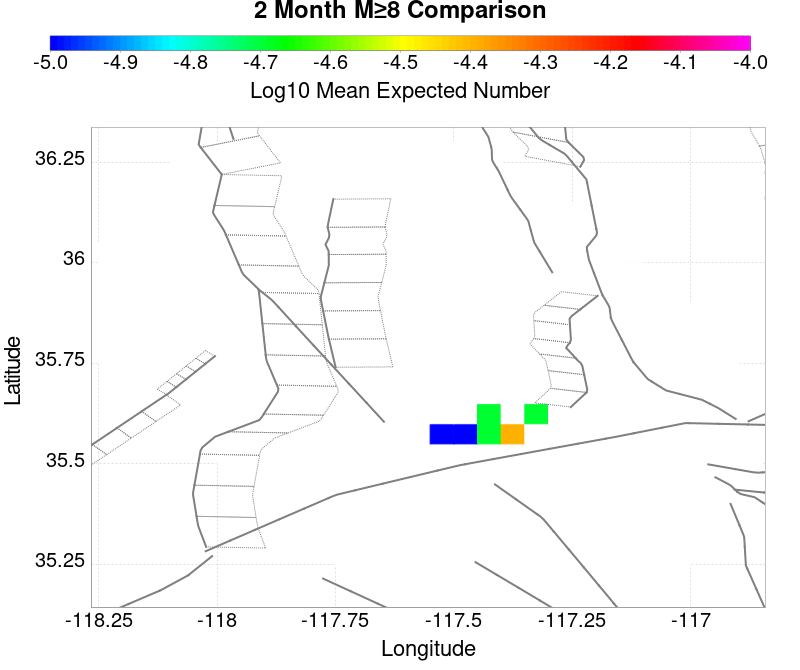 2 Month M≥8 Comparison
-5.0 -4.9 -4.8 -4.7 -4.6 -4.5 -4.4 -4.3 -4.2 -4.1 -4.0
Log10 Mean Expected Number
36.25
36
35.75
35.5
35.25
Latitude
-118.25 -118 -117.75 -117.5 -117.25 -117
Longitude